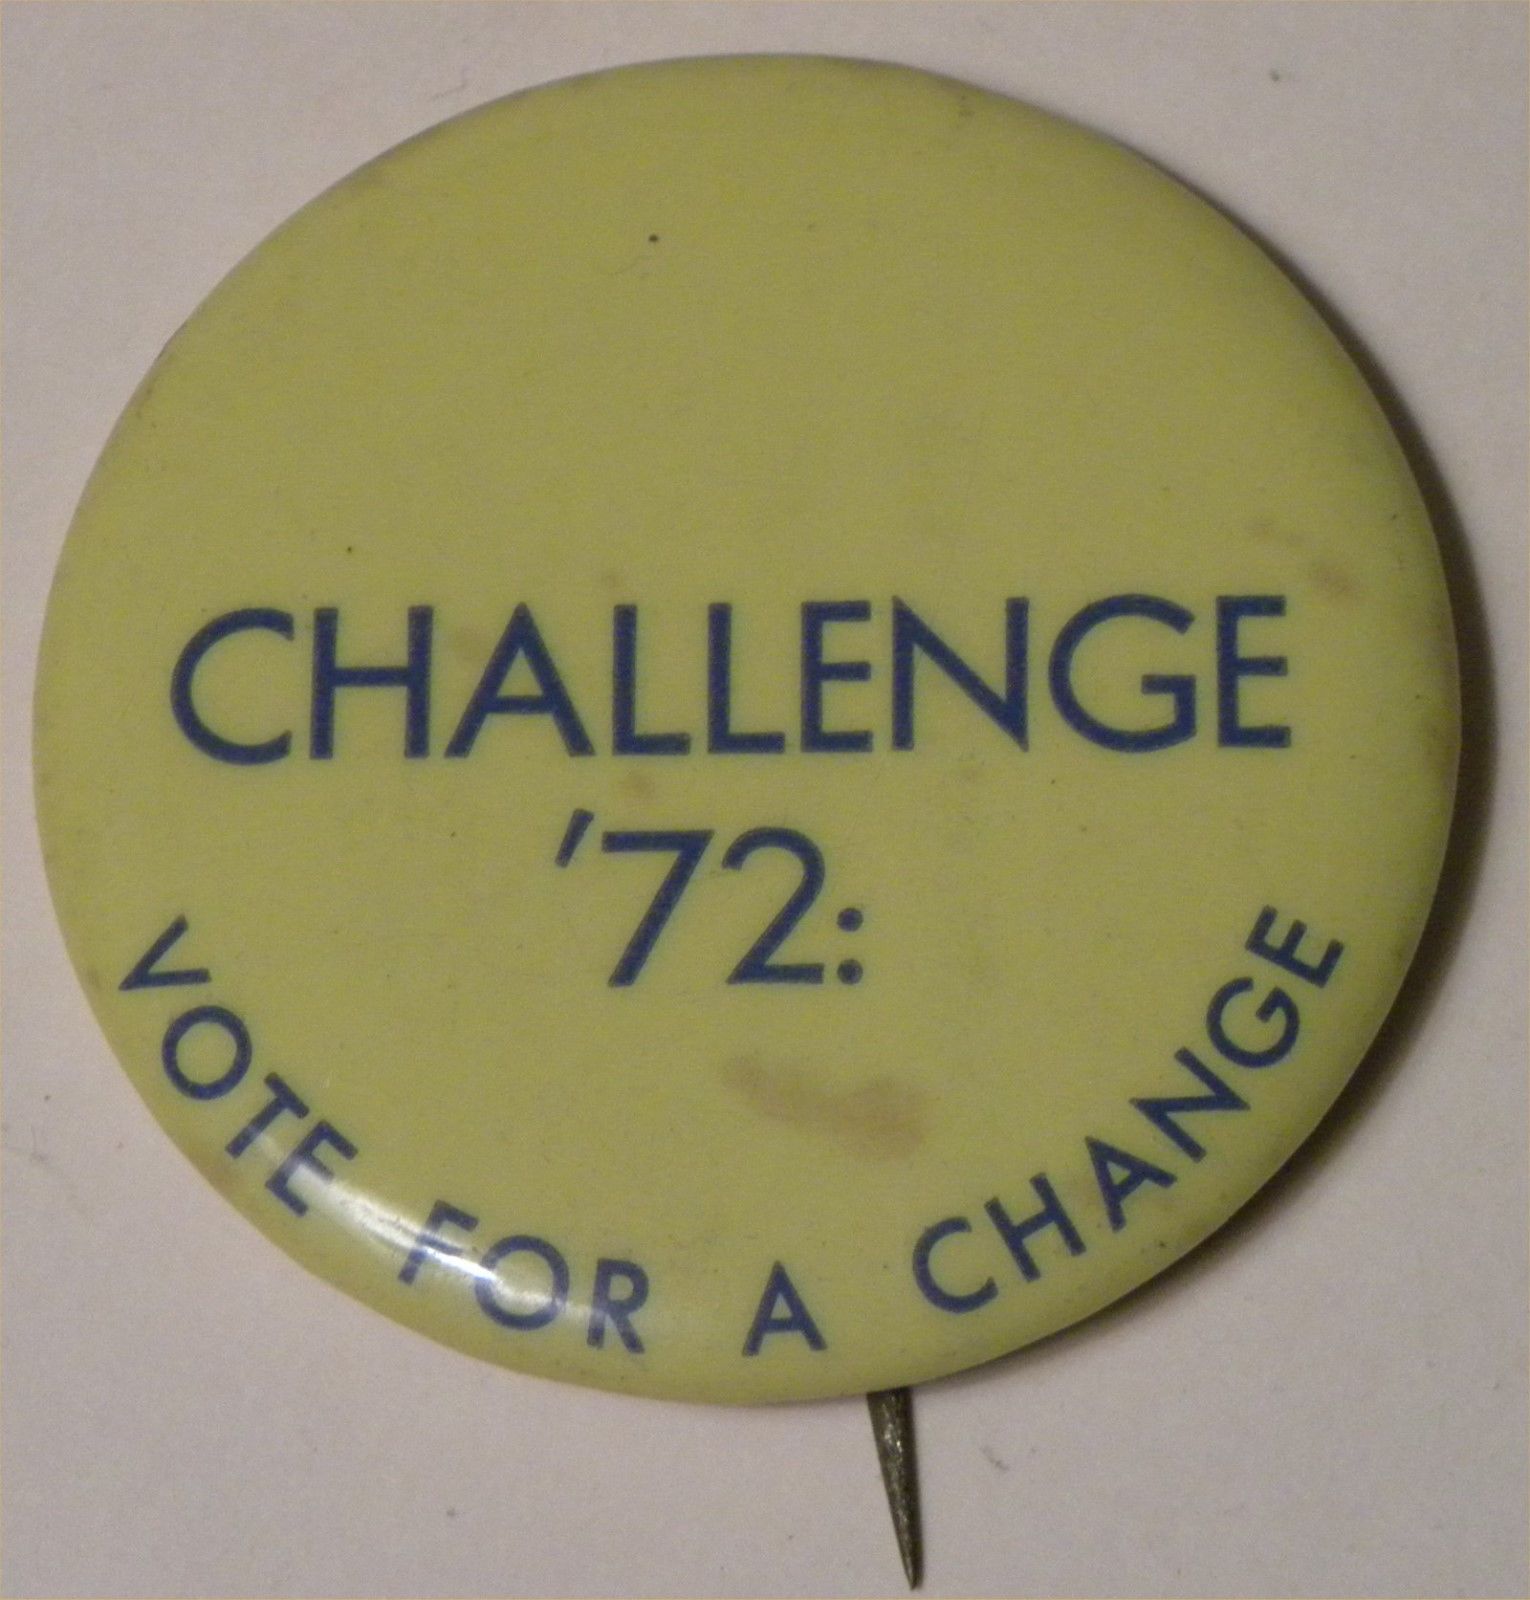 CHALLENGE
'72:
VOTE FOR A CHANGE